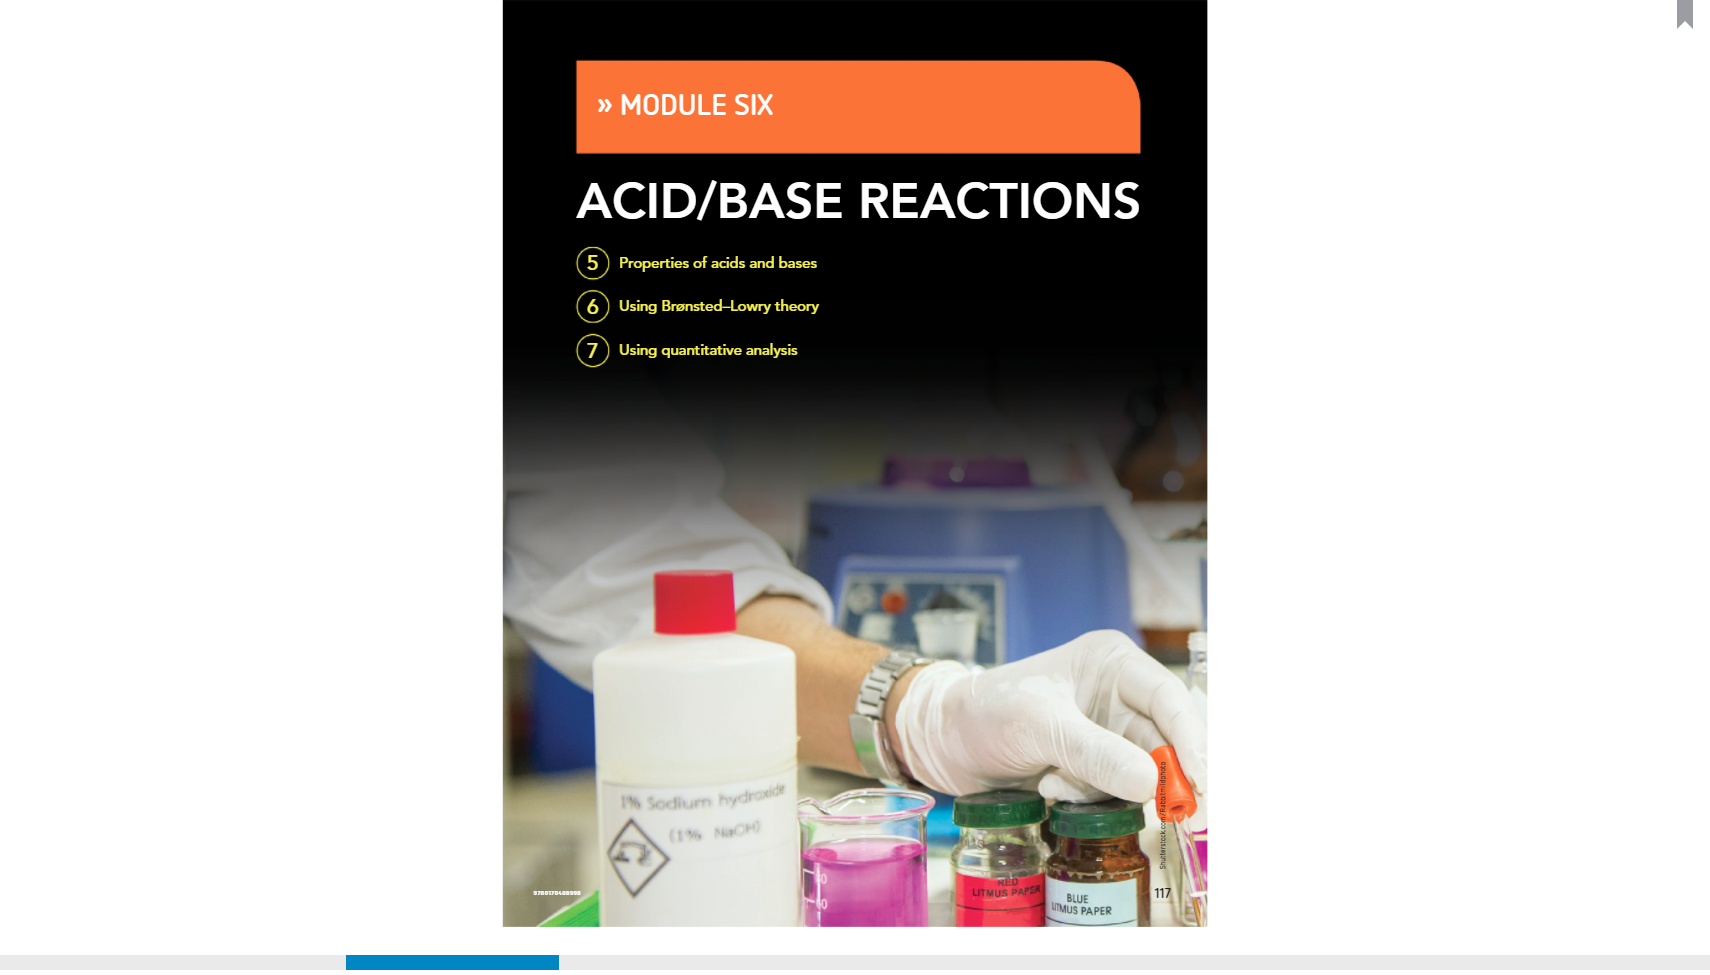 » MODULE SIX
ACID/BASE REACTIONS
5 Properties of acids and bases
6 Using Brønsted–Lowry theory
7 Using quantitative analysis
1% Sodium hydroxide
(1% NaOH)
RED
LITMUS PAPER
BLUE
LITMUS PAPER
117